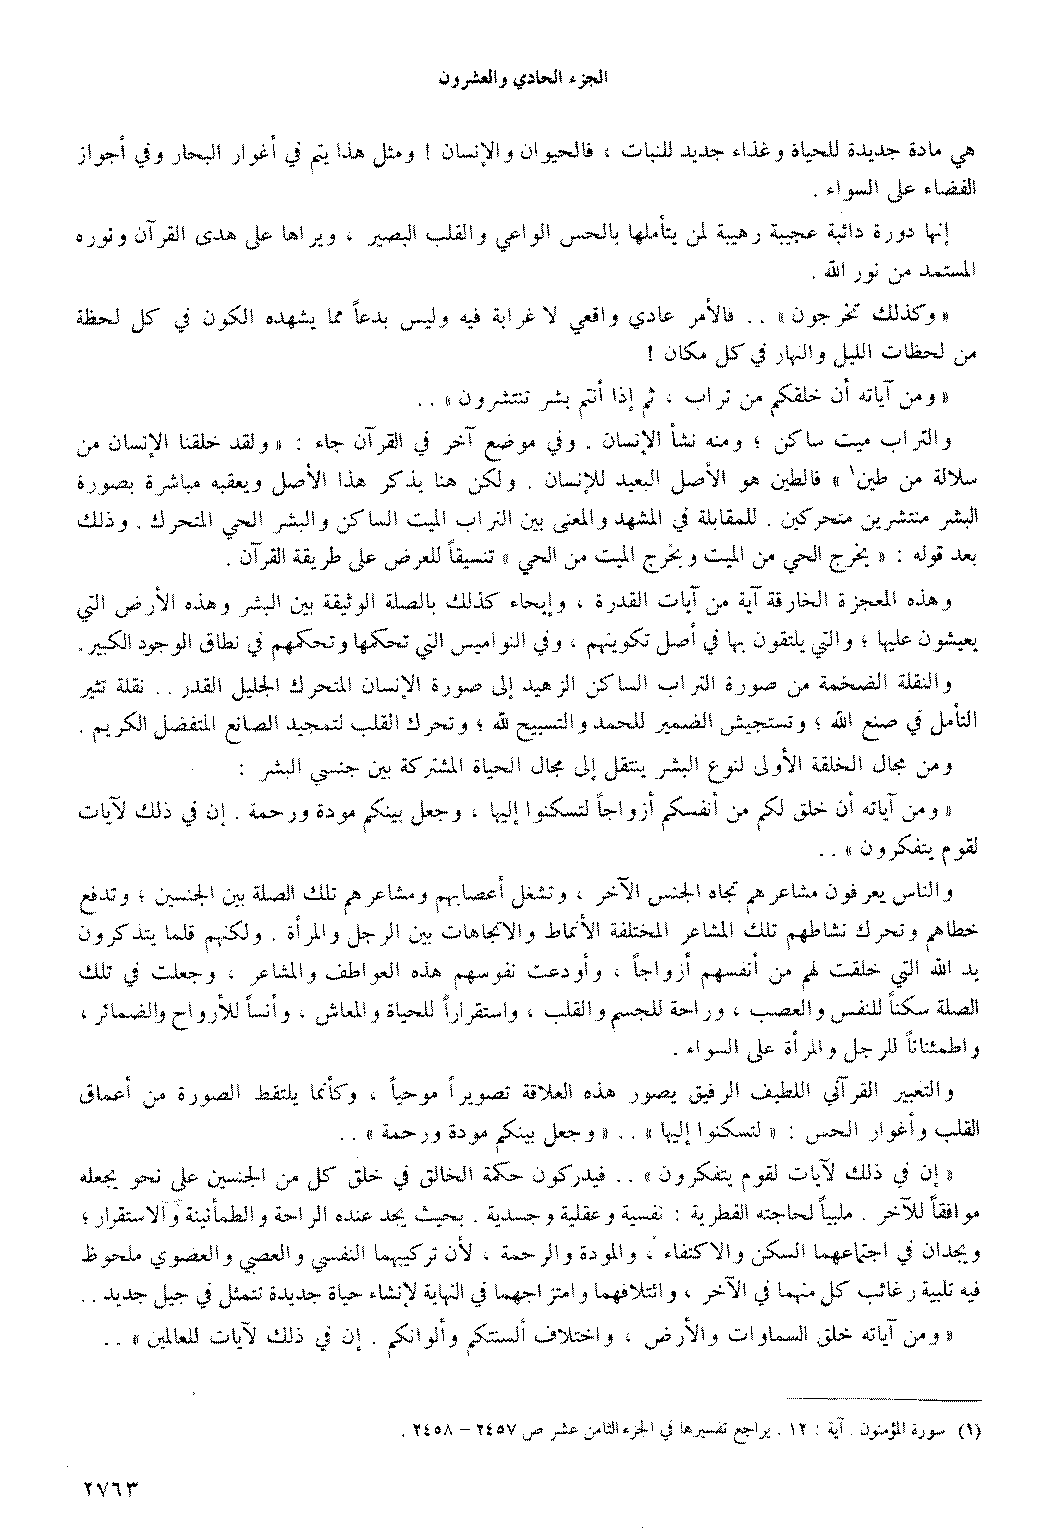 الجزء الحادي والعشرون
هي مادة جديدة للحياة وغذاء جديد للنبات ، فالحيوان والإنسان ! ومثل هذا يتم في أغوار البحار وفي أجواز
الفضاء على السواء .
إنها دورة دائبة عجيبة رهيبة لمن يتأملها بالحس الواعي والقلب البصير ، ويراها على هدى القرآن ونوره
المستمد من نور الله .
« وكذلك تخرجون » .. فالأمر عادي واقعي لا غرابة فيه وليس بدعاً مما يشهده الكون في كل لحظة
من لحظات الليل والنهار في كل مكان !
« ومن آياته أن خلقكم من تراب ، ثم إذا أنتم بشر تنتشرون » ..
والتراب ميت ساكن ؛ ومنه نشأ الإنسان . وفي موضع آخر في القرآن جاء : « ولقد خلقنا الإنسان من
سلالة من طين١ » فالطين هو الأصل البعيد للإنسان . ولكن هنا يذكر هذا الأصل ويعقبه مباشرة بصورة
البشر منتشرين متحركين . للمقابلة في المشهد والمعنى بين التراب الميت الساكن والبشر الحي المتحرك . وذلك
بعد قوله : « يخرج الحي من الميت ويخرج الميت من الحي » تنسيقاً للعرض على طريقة القرآن .
وهذه المعجزة الخارقة آية من آيات القدرة ، وإيحاء كذلك بالصلة الوثيقة بين البشر وهذه الأرض التي
يعيشون عليها ؛ والتي يلتقون بها في أصل تكوينهم ، وفي النواميس التي تحكمها وتحكمهم في نطاق الوجود الكبير.
والنقلة الضخمة من صورة التراب الساكن الزهيد إلى صورة الإنسان المتحرك الجليل القدر .. نقلة تثير
التأمل في صنع الله ؛ وتستجيش الضمير للحمد والتسبيح لله ؛ وتحرك القلب لتمجيد الصانع المتفضل الكريم .
ومن مجال الخلقة الأولى لنوع البشر ينتقل إلى مجال الحياة المشتركة بين جنسي البشر :
« ومن آياته أن خلق لكم من أنفسكم أزواجاً لتسكنوا إليها ، وجعل بينكم مودة ورحمة . إن في ذلك لآيات
لقوم يتفكرون » ..
والناس يعرفون مشاعرهم تجاه الجنس الآخر ، وتشغل أعصابهم ومشاعرهم تلك الصلة بين الجنسين ؛ وتدفع
خطاهم وتحرك نشاطهم تلك المشاعر المختلفة الأنماط والاتجاهات بين الرجل والمرأة . ولكنهم قلما يتذكرون
يد الله التي خلقت لهم من أنفسهم أزواجاً ، وأودعت نفوسهم هذه العواطف والمشاعر ، وجعلت في تلك
الصلة سكناً للنفس والعصب ، وراحة للجسم والقلب ، واستقراراً للحياة والمعاش ، وأنساً للأرواح والضمائر ،
واطمئناناً للرجل والمرأة على السواء .
والتعبير القرآني اللطيف الرفيق يصور هذه العلاقة تصويراً موحياً ، وكأنما يلتقط الصورة من أعماق
القلب وأغوار الحس : « لتسكنوا إليها » .. « وجعل بينكم مودة ورحمة » ..
« إن في ذلك لآيات لقوم يتفكرون » .. فيدركون حكمة الخالق في خلق كل من الجنسين على نحو يجعله
موافقاً للآخر . ملبياً لحاجته الفطرية : نفسية وعقلية وجسدية . بحيث يجد عنده الراحة والطمأنينة والاستقرار ؛
ويجدان في اجتماعهما السكن والاكتفاء ، والمودة والرحمة ، لأن تركيبهما النفسي والعصبي والعضوي ملحوظ
فيه تلبية رغائب كل منهما في الآخر ، وائتلافهما وامتزاجهما في النهاية لإنشاء حياة جديدة تتمثل في جيل جديد ..
« ومن آياته خلق السماوات والأرض ، واختلاف ألسنتكم وألوانكم . إن في ذلك لآيات للعالمين » ..
(١) سورة المؤمنون . آية : ١٢ . يراجع تفسيرها في الجزء الثامن عشر ص ٢٤٥٧ – ٢٤٥٨ .
٢٧٦٣